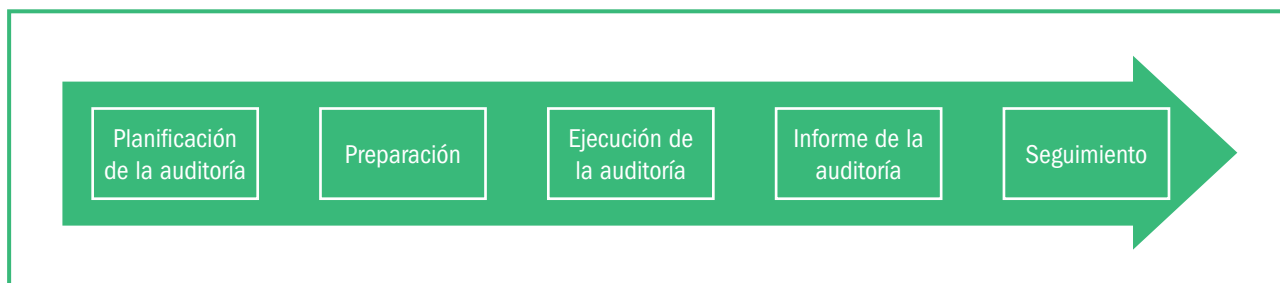 Planificación
de la auditoría
Preparación
Ejecución de
la auditoría
Informe de la
auditoría
Seguimiento